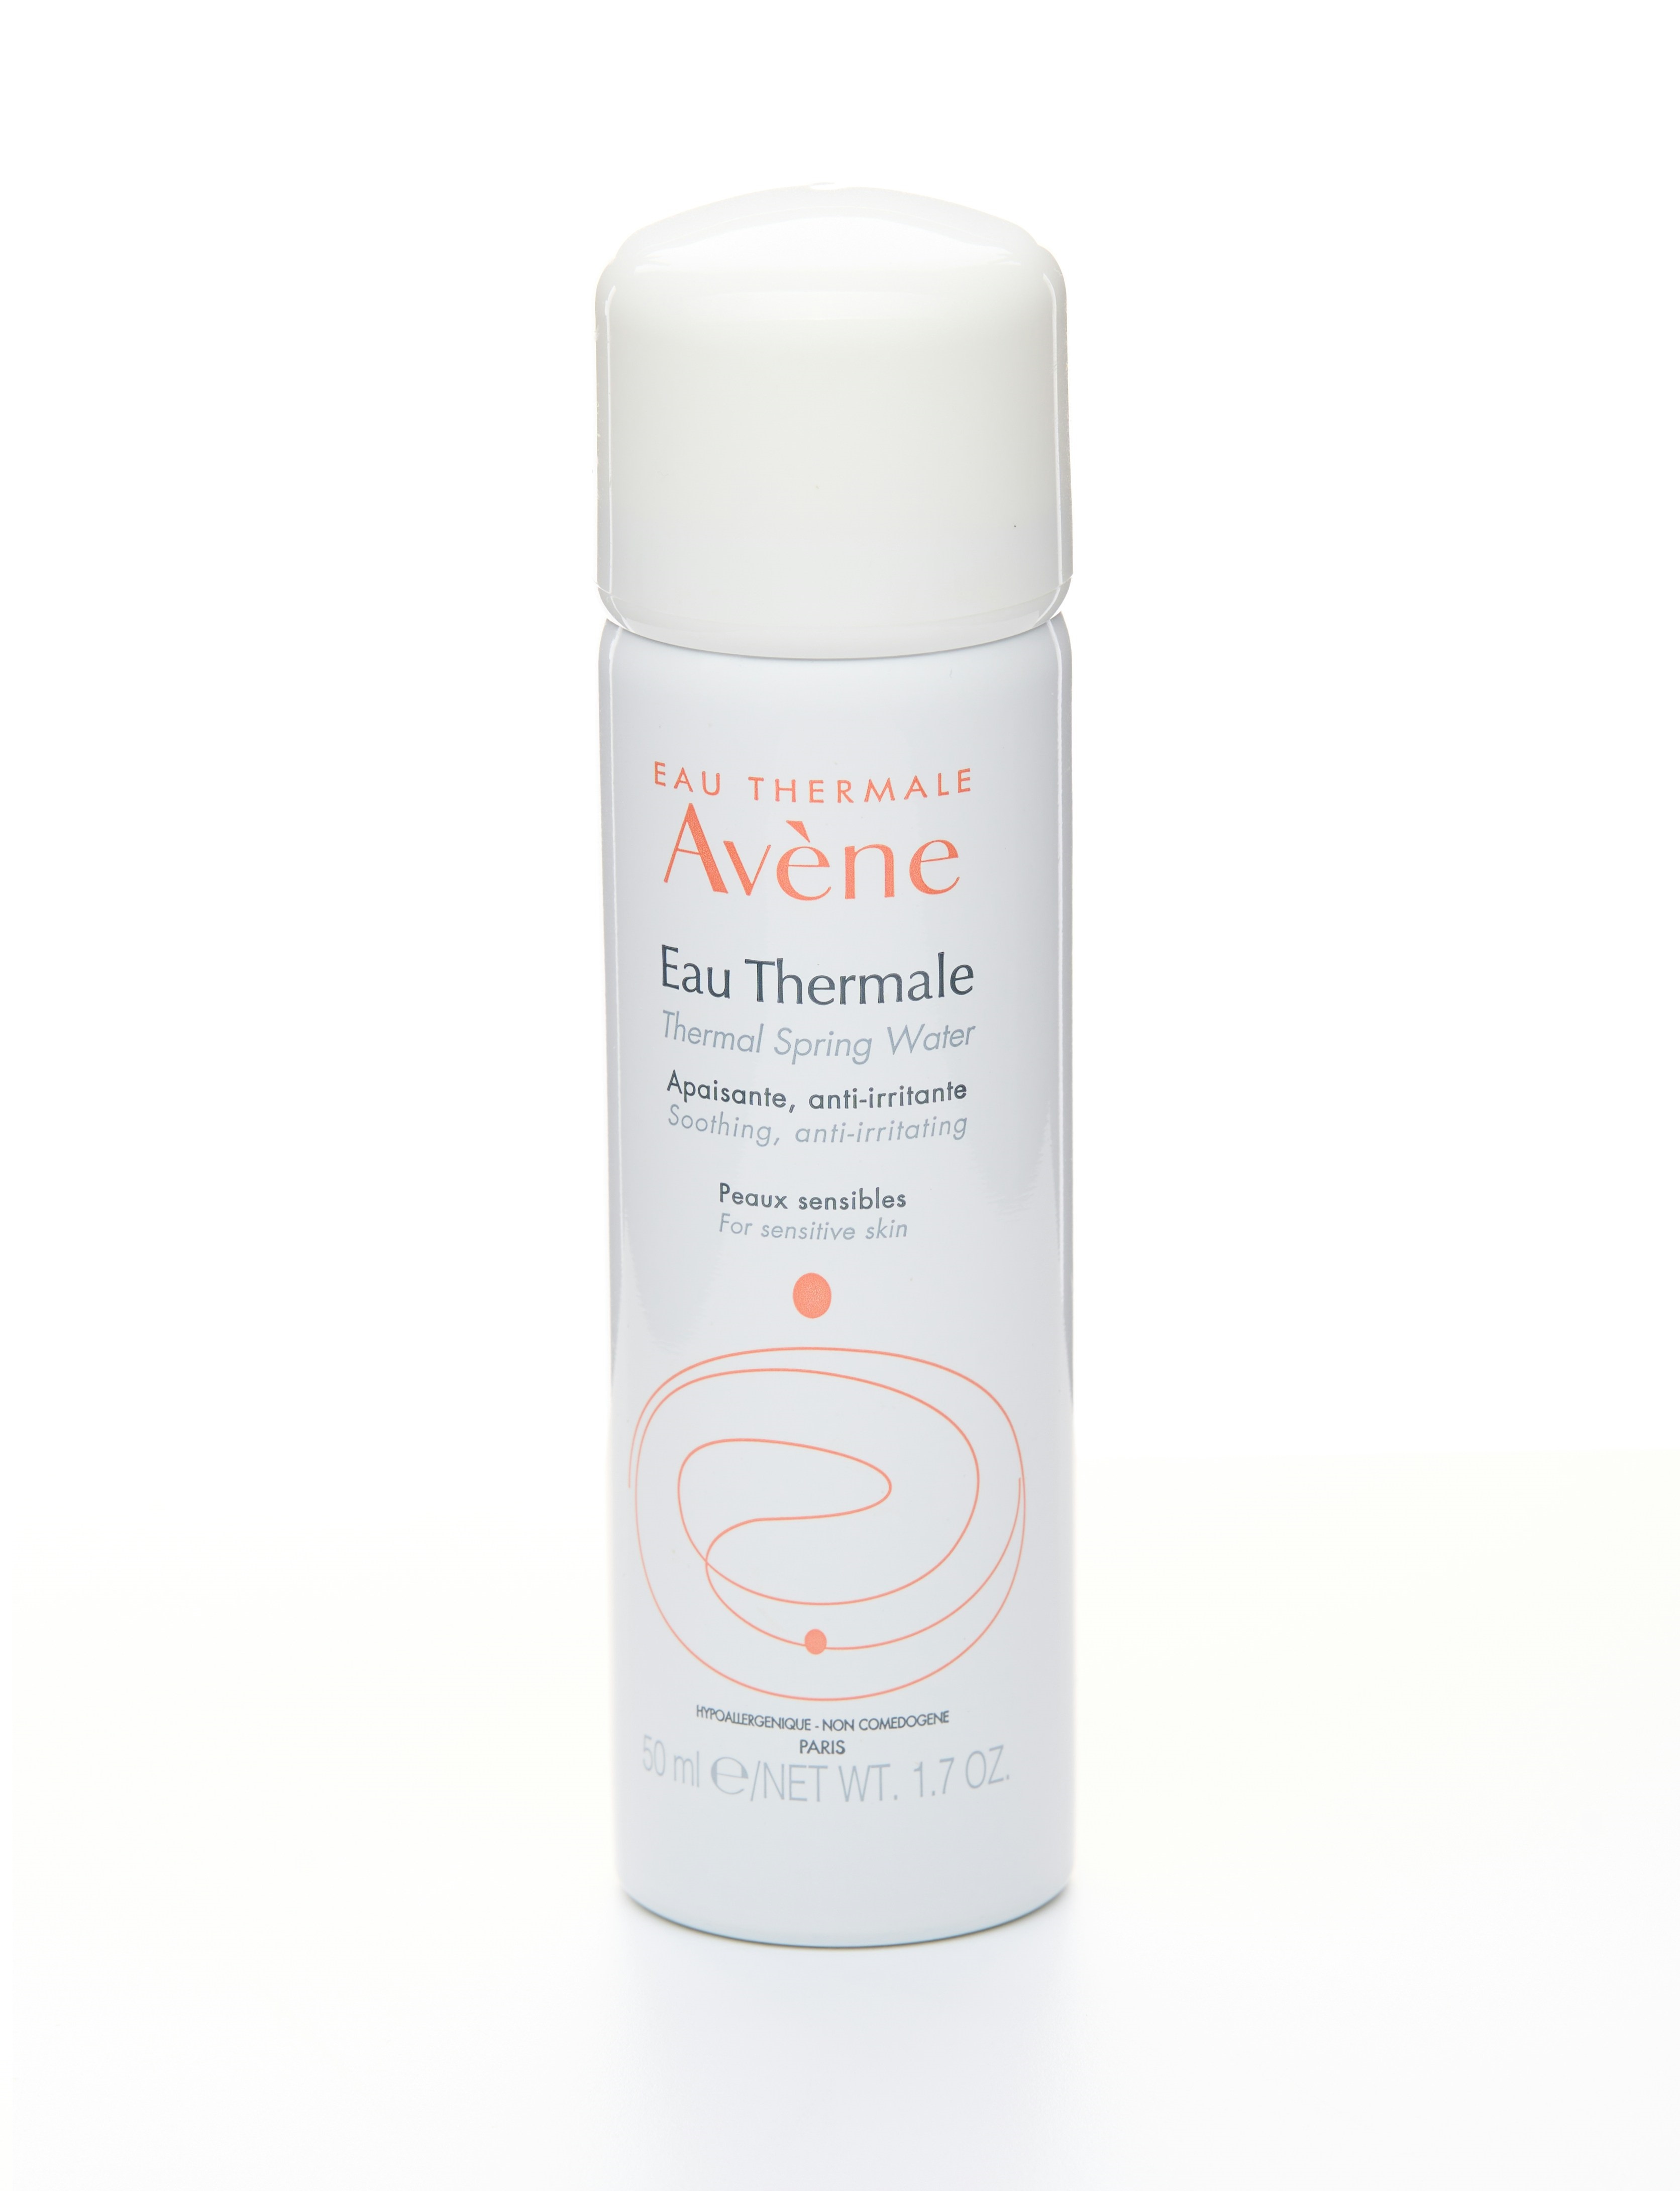 EAU THERMALE
Avène
Eau Thermale
Thermal Spring Water
Apaisante, anti-irritante
Soothing, anti-irritating
Peaux sensibles
For sensitive skin
HYPOALLERGENIQUE - NON COMEDOGENE
PARIS
50 ml ℮/NET WT. 1.7 OZ.